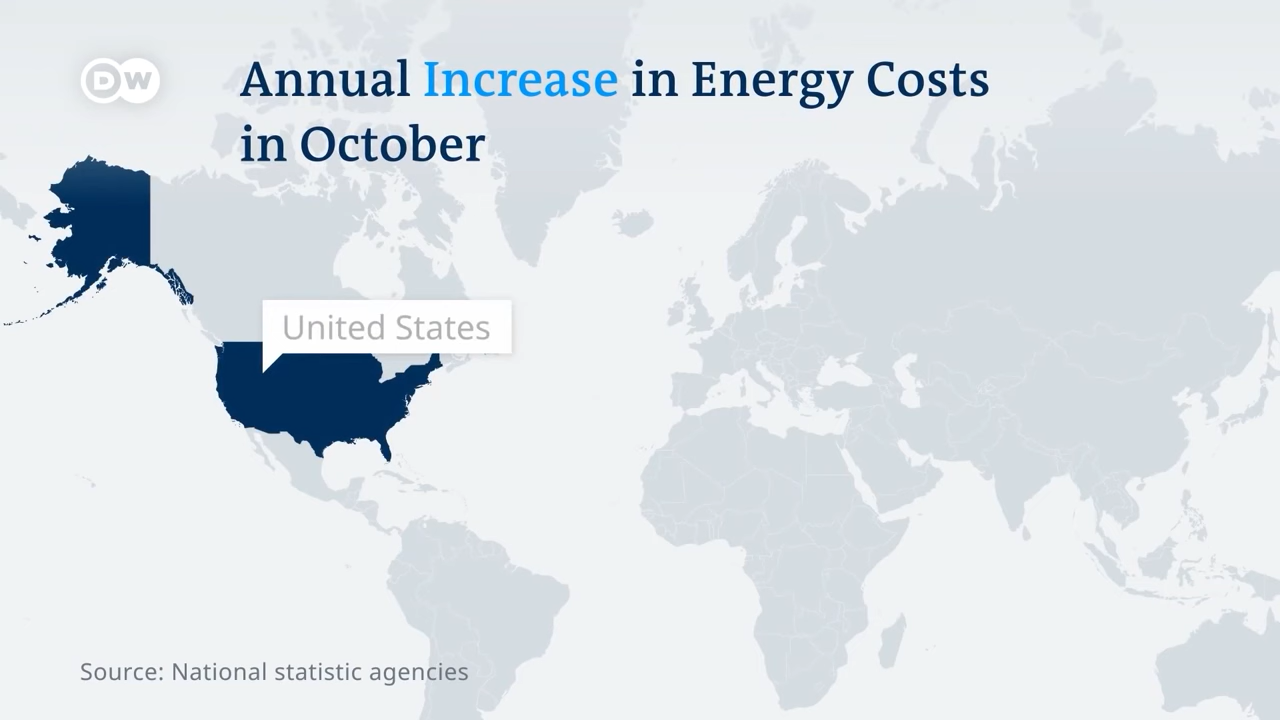 DW
Annual Increase in Energy Costs
in October
United States
Source: National statistic agencies